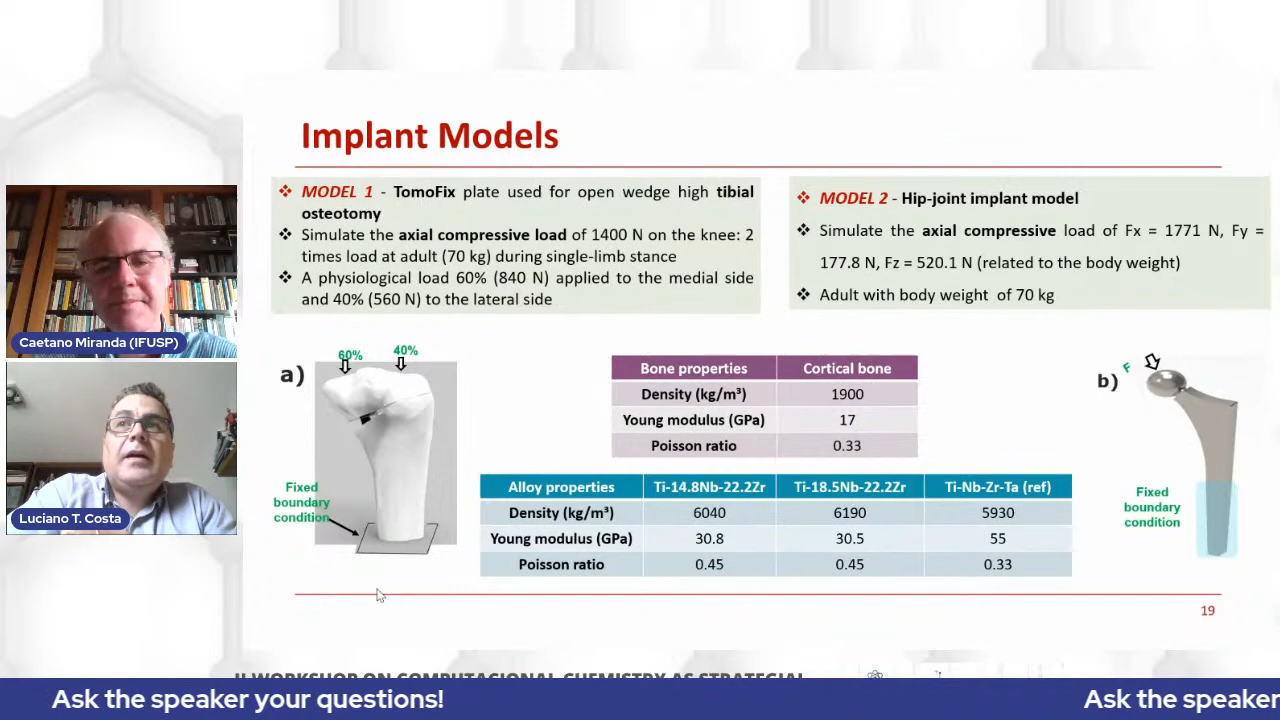 Implant Models
❖ MODEL 1 - TomoFix plate used for open wedge high tibial
osteotomy
❖ Simulate the axial compressive load of 1400 N on the knee: 2
times load at adult (70 kg) during single-limb stance
❖ A physiological load 60% (840 N) applied to the medial side
and 40% (560 N) to the lateral side
❖ MODEL 2 - Hip-joint implant model
❖ Simulate the axial compressive load of Fx = 1771 N, Fy =
177.8 N, Fz = 520.1 N (related to the body weight)
❖ Adult with body weight of 70 kg
Caetano Miranda (IFUSP)
Luciano T. Costa
a)
60%
40%
Fixed
boundary
condition
Bone properties Cortical bone
Density (kg/m³) 1900
Young modulus (GPa) 17
Poisson ratio 0.33
Alloy properties Ti-14.8Nb-22.2Zr Ti-18.5Nb-22.2Zr Ti-Nb-Zr-Ta (ref)
Density (kg/m³) 6040 6190 5930
Young modulus (GPa) 30.8 30.5 55
Poisson ratio 0.45 0.45 0.33
b)
F
Fixed
boundary
condition
19
WORKSHOP ON COMPUTACIONAL CHEMISTRY AS STRATEGIAL
Ask the speaker your questions!
Ask the speaker